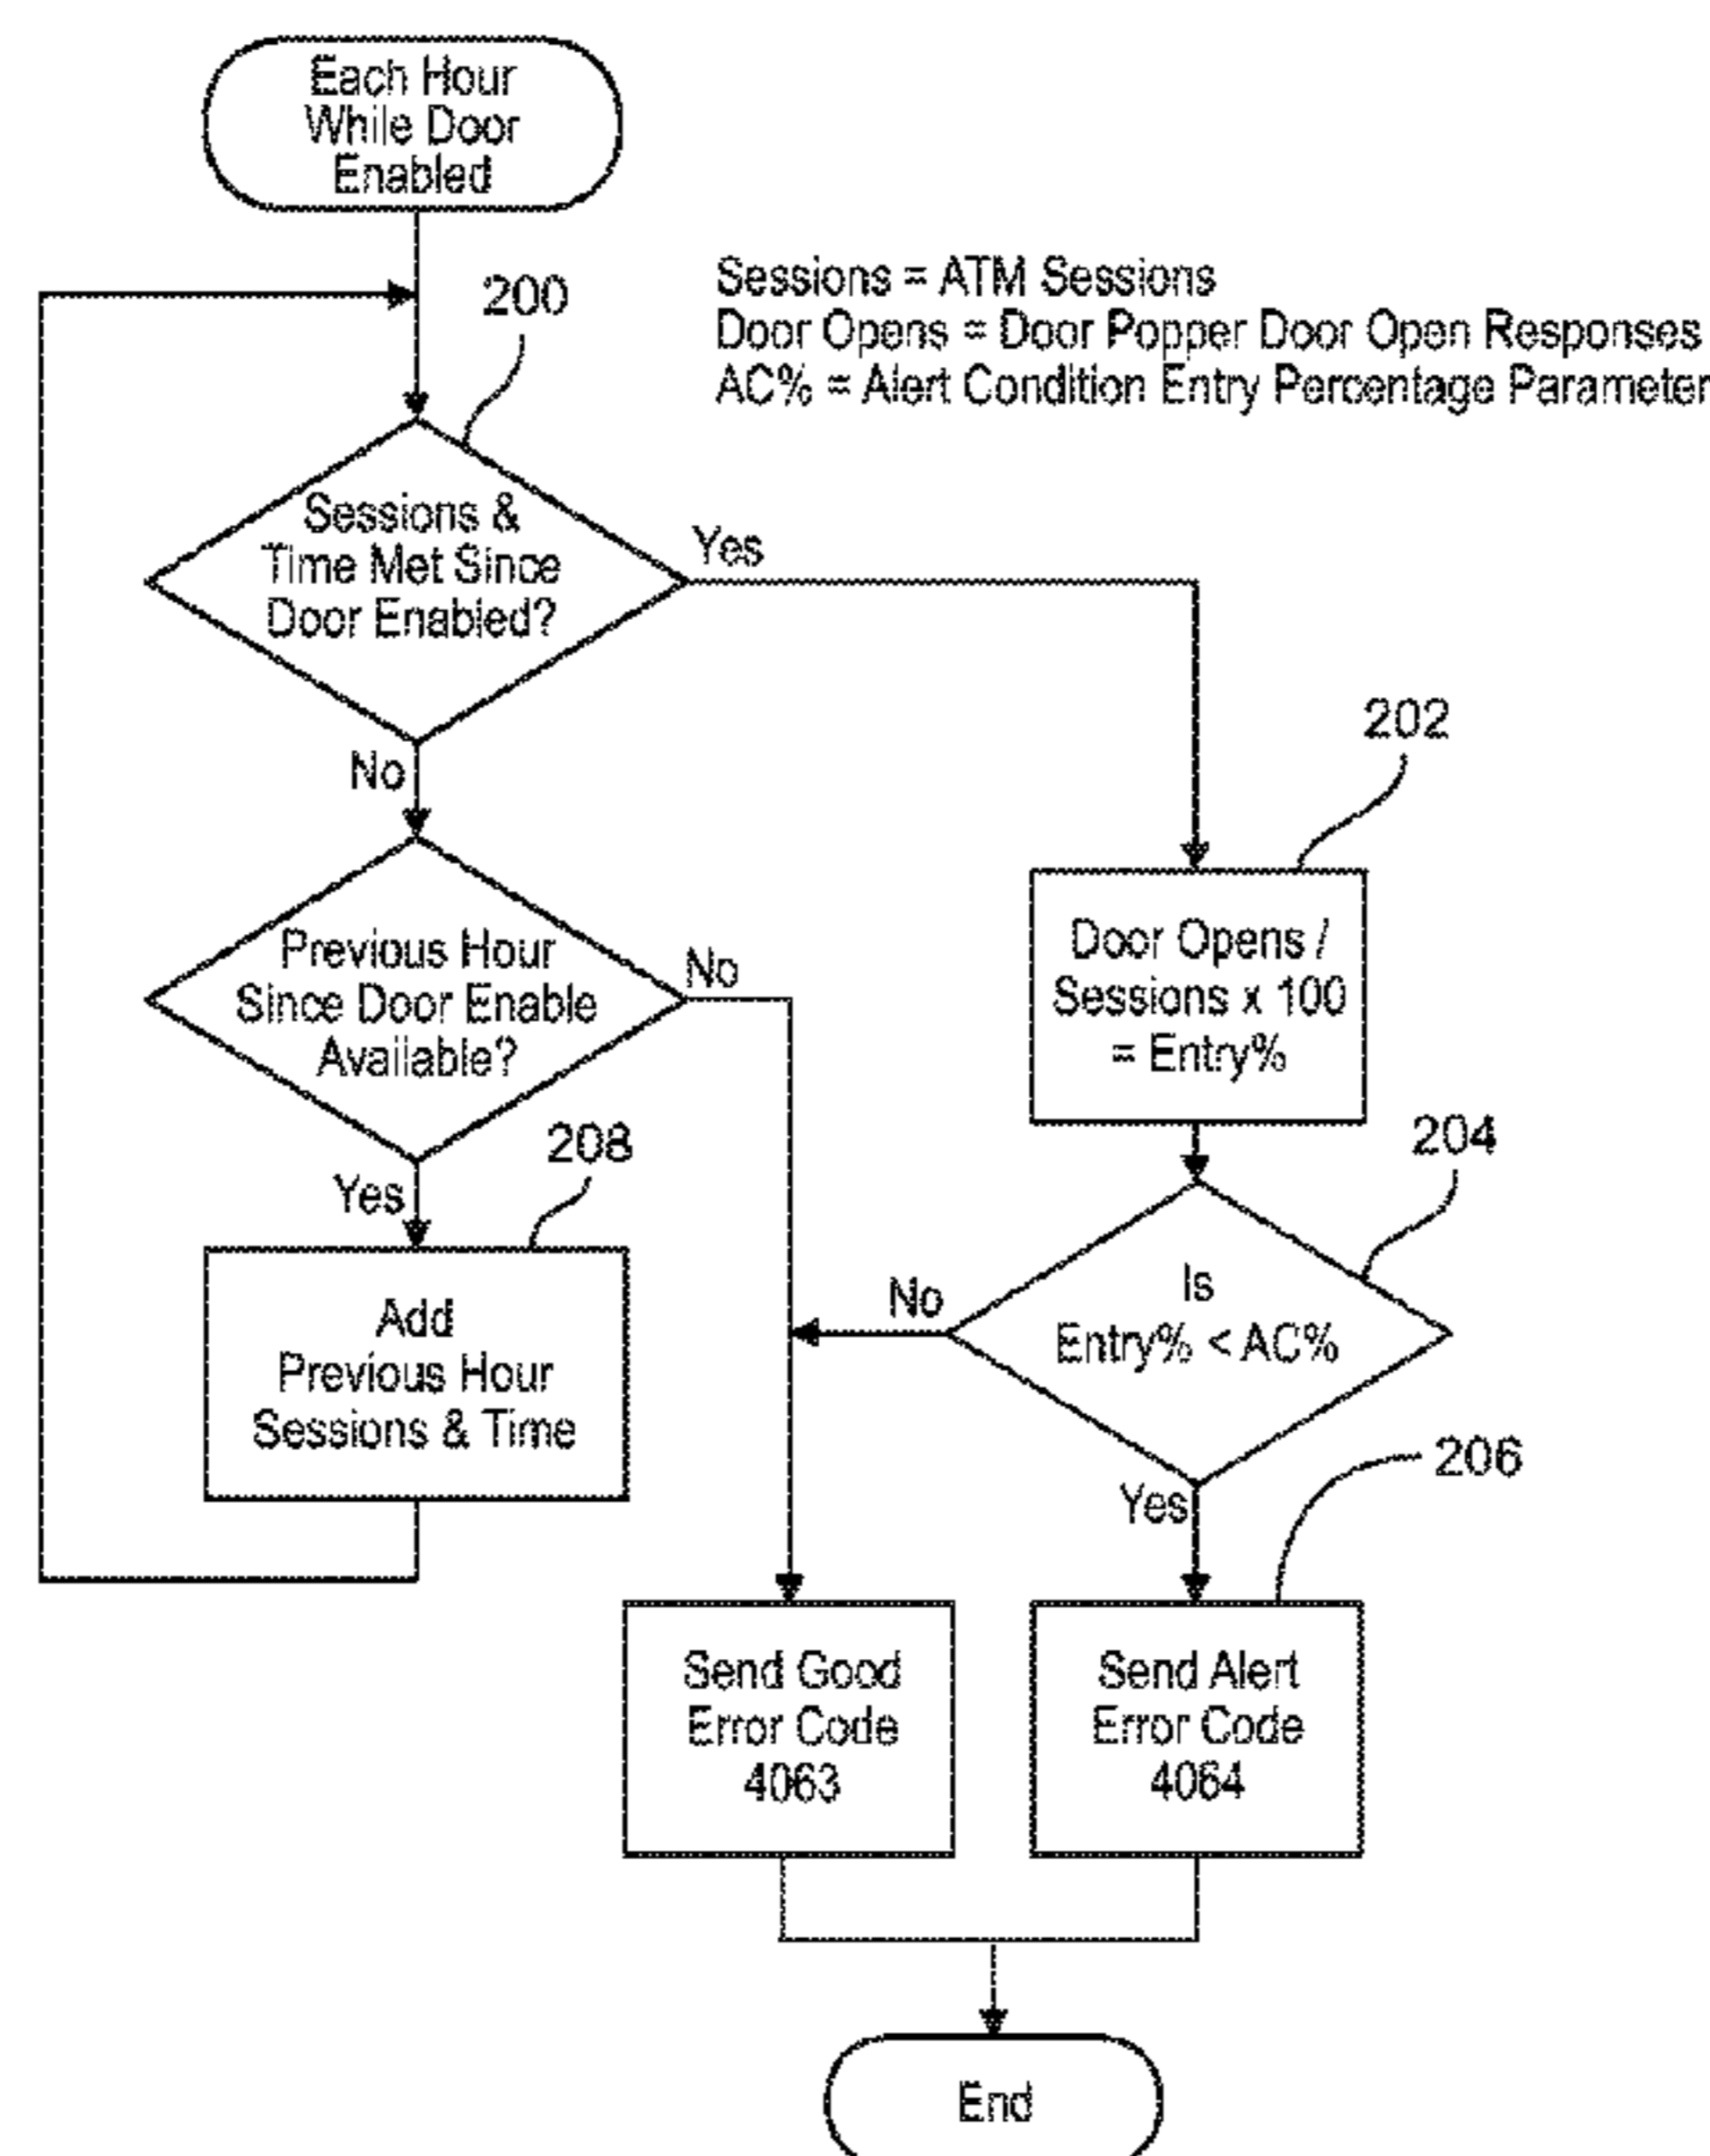 Each Hour
While Door
Enabled
200
Sessions = ATM Sessions
Door Opens = Door Popper Door Open Responses
AC% = Alert Condition Entry Percentage Parameter
Sessions &
Time Met Since
Door Enabled?
Yes
No
202
Previous Hour
Since Door Enable
Available?
No
Yes
Door Opens /
Sessions x 100
= Entry%
208
204
Add
Previous Hour
Sessions & Time
No
Is
Entry% < AC%
Yes
206
Send Good
Error Code
4063
Send Alert
Error Code
4064
End